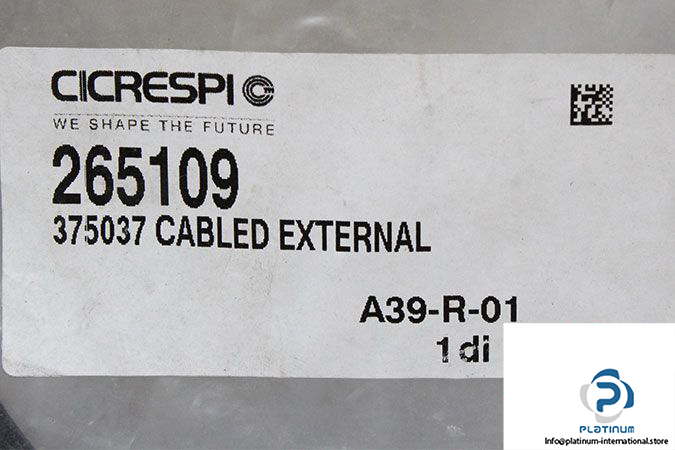 CICRESPI
WE SHAPE THE FUTURE
265109
375037 CABLED EXTERNAL
A39-R-01
1 di
PLATINUM
Info@platinum-international.store